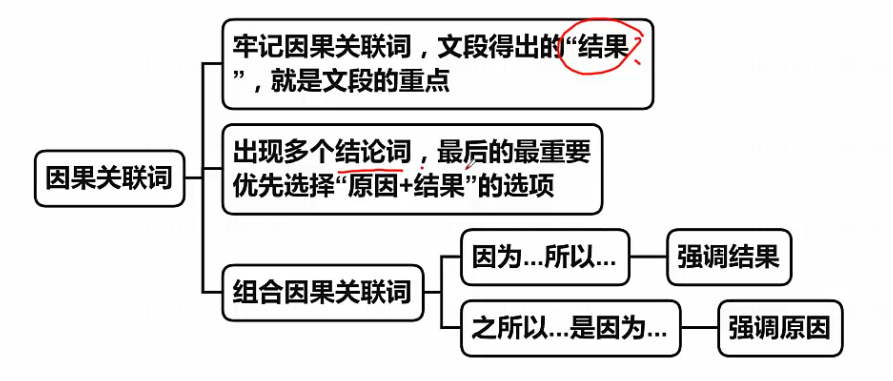 牢记因果关联词，文段得出的“结果
”，就是文段的重点
因果关联词
出现多个结论词，最后的最重要
优先选择“原因+结果”的选项
组合因果关联词
因为...所以...
强调结果
之所以...是因为...
强调原因